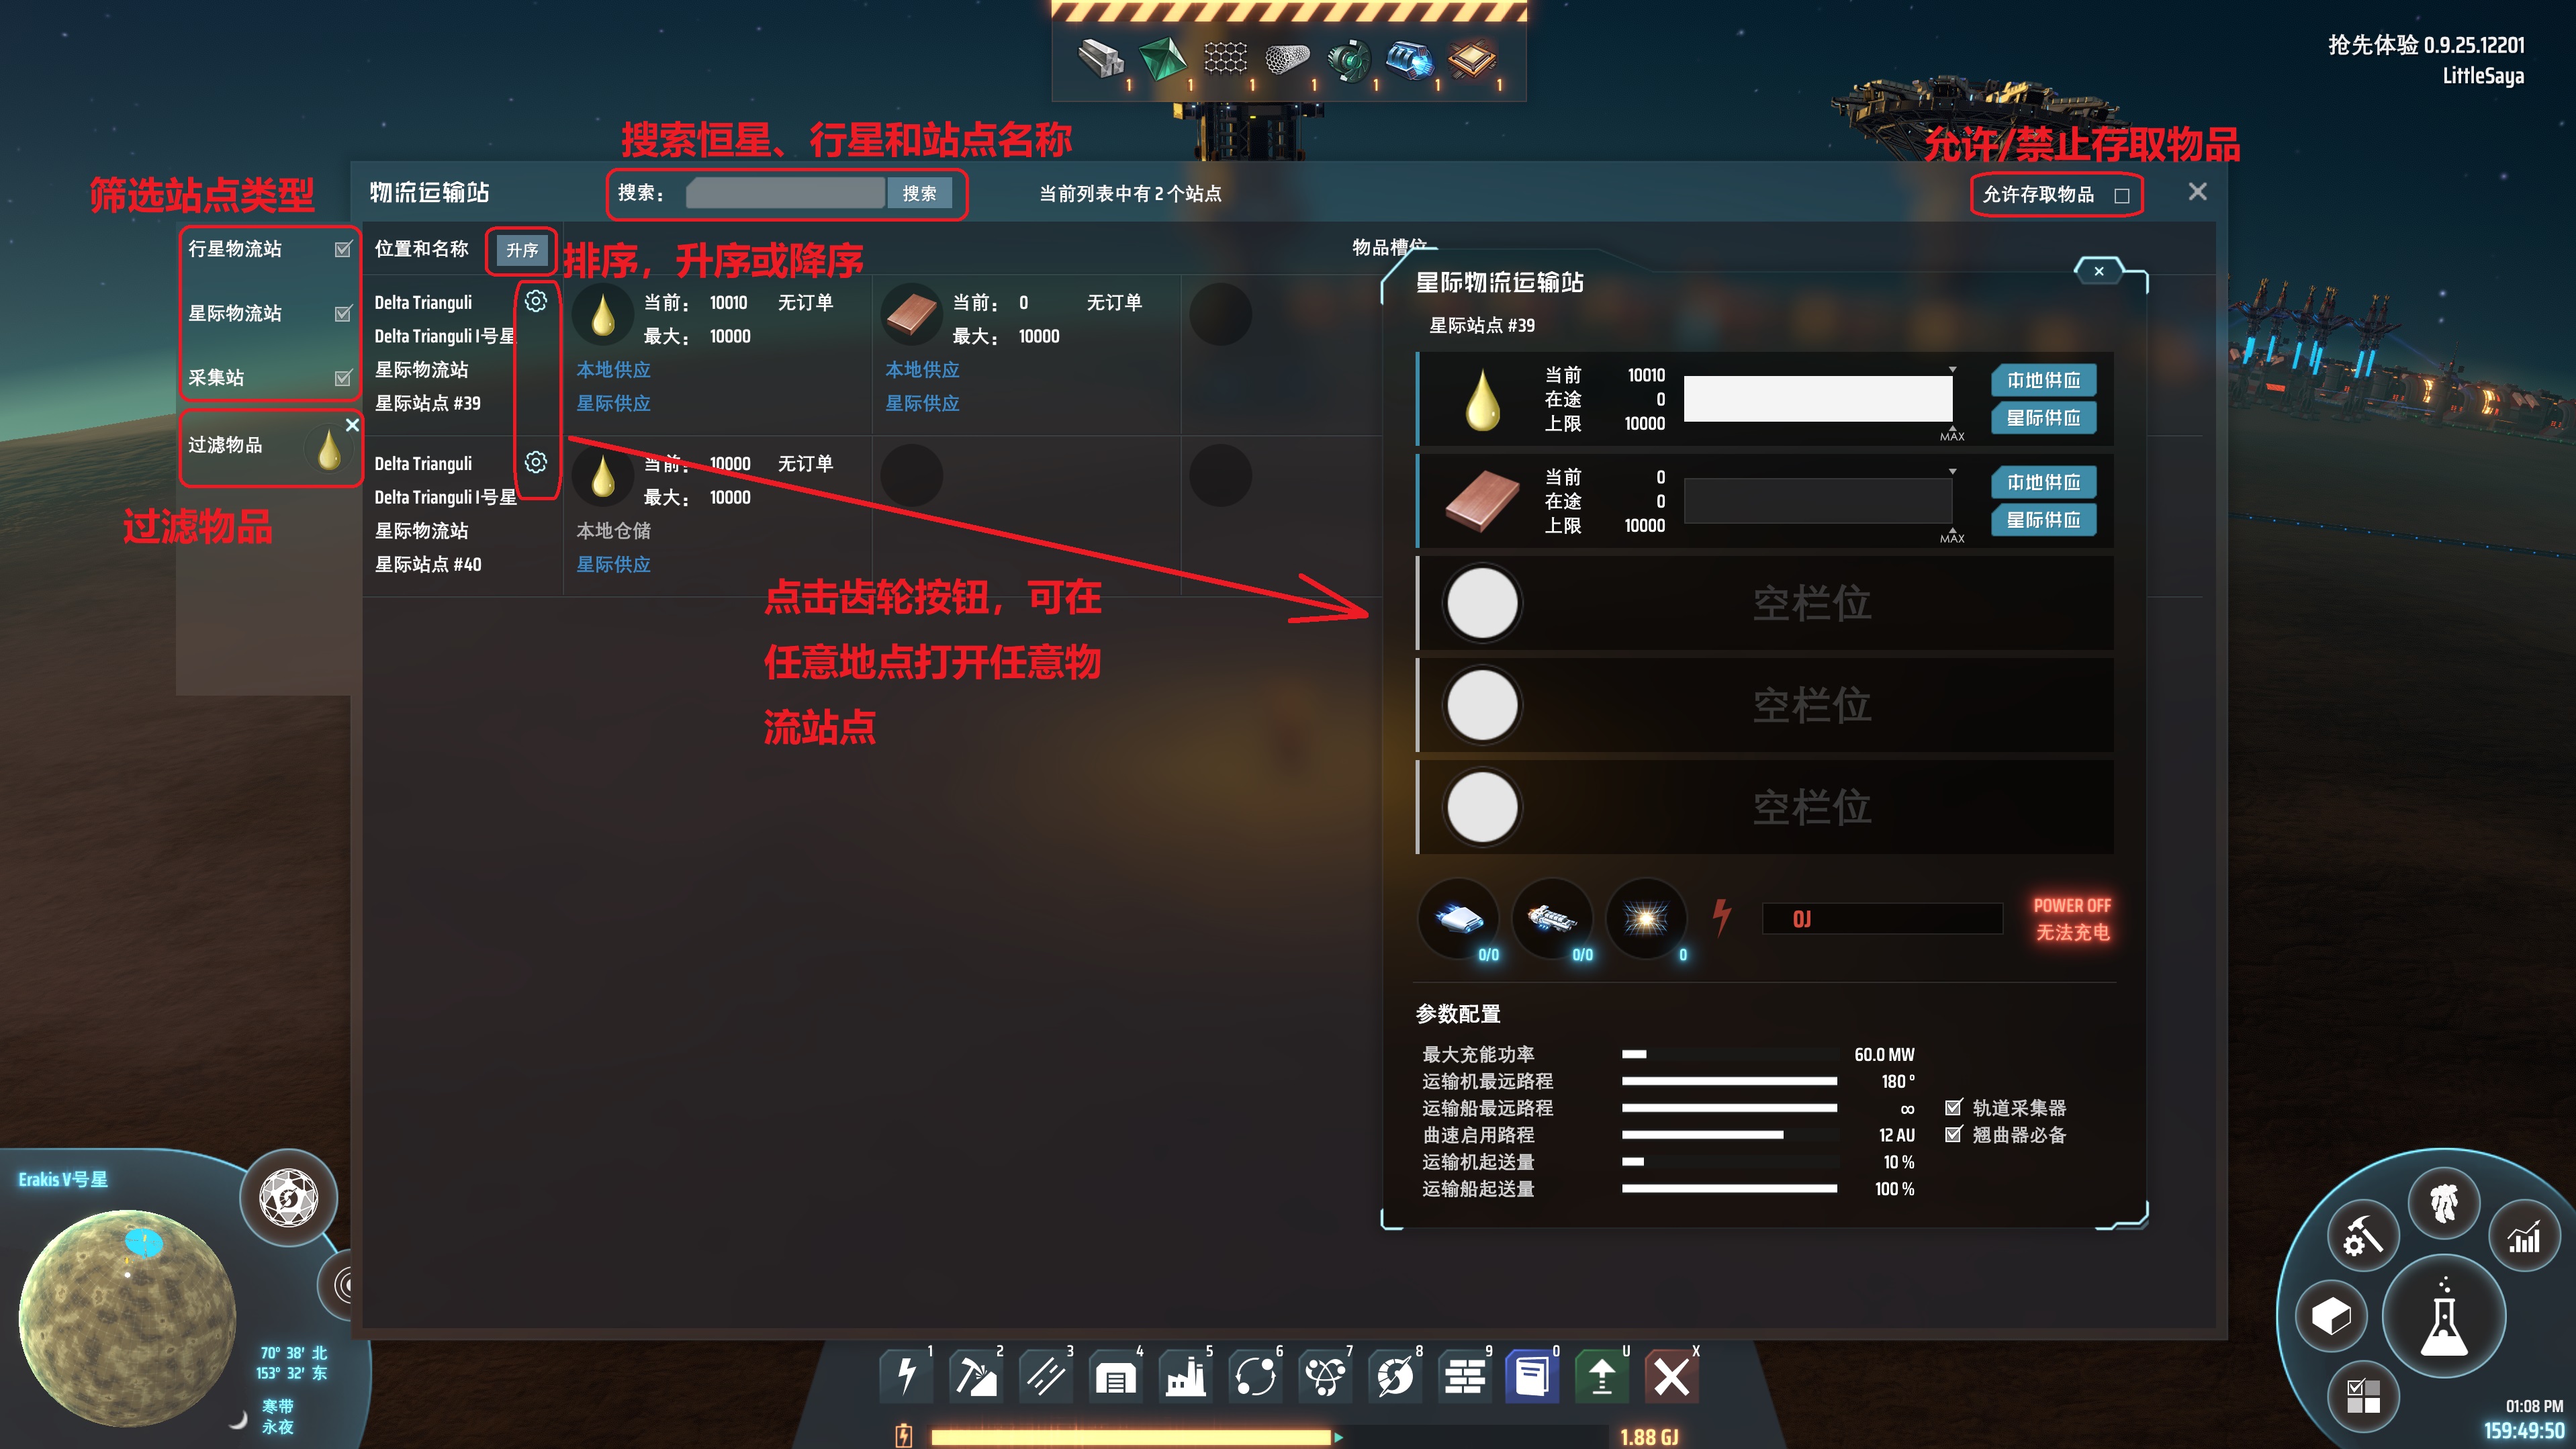 1
1
1
1
1
1
1
抢先体验 0.9.25.12201
LittleSaya
搜索恒星、行星和站点名称
允许/禁止存取物品
筛选站点类型
物流运输站
搜索：
搜索
当前列表中有 2 个站点
允许存取物品
行星物流站
星际物流站
采集站
过滤物品
过滤物品
位置和名称
升序
排序，升序或降序
物品槽位
Delta Trianguli
Delta Trianguli I号星
星际物流站
星际站点 #39
当前： 10010 无订单
最大： 10000
本地供应
星际供应
当前： 0 无订单
最大： 10000
本地供应
星际供应
Delta Trianguli
Delta Trianguli I号星
星际物流站
星际站点 #40
当前： 10000 无订单
最大： 10000
本地仓储
星际供应
点击齿轮按钮，可在
任意地点打开任意物
流站点
星际物流运输站
星际站点 #39
当前 10010
在途 0
上限 10000
MAX
本地供应
星际供应
当前 0
在途 0
上限 10000
MAX
本地供应
星际供应
空栏位
空栏位
空栏位
0/0
0/0
0
0J
POWER OFF
无法充电
参数配置
最大充能功率 60.0 MW
运输机最远路程 180 °
运输船最远路程 ∞ 轨道采集器
曲速启用路程 12 AU 翘曲器必备
运输机起送量 10 %
运输船起送量 100 %
Erakis V号星
70° 38′ 北
153° 32′ 东
寒带
永夜
1
2
3
4
5
6
7
8
9
0
U
X
1.88 GJ
01:08 PM
159:49:50